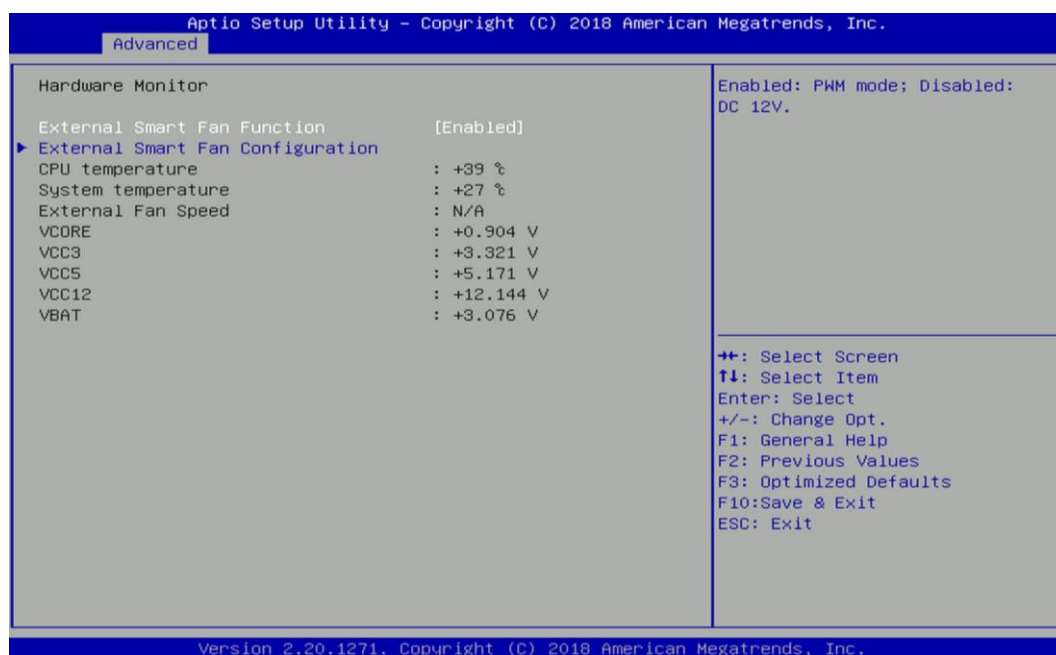 Aptio Setup Utility – Copyright (C) 2018 American Megatrends, Inc.
Advanced
Hardware Monitor
External Smart Fan Function [Enabled]
▶ External Smart Fan Configuration
CPU temperature : +39 ℃
System temperature : +27 ℃
External Fan Speed : N/A
VCORE : +0.904 V
VCC3 : +3.321 V
VCC5 : +5.171 V
VCC12 : +12.144 V
VBAT : +3.076 V
Enabled: PWM mode; Disabled:
DC 12V.
→←: Select Screen
↑↓: Select Item
Enter: Select
+/-: Change Opt.
F1: General Help
F2: Previous Values
F3: Optimized Defaults
F10:Save & Exit
ESC: Exit
Version 2.20.1271. Copyright (C) 2018 American Megatrends, Inc.